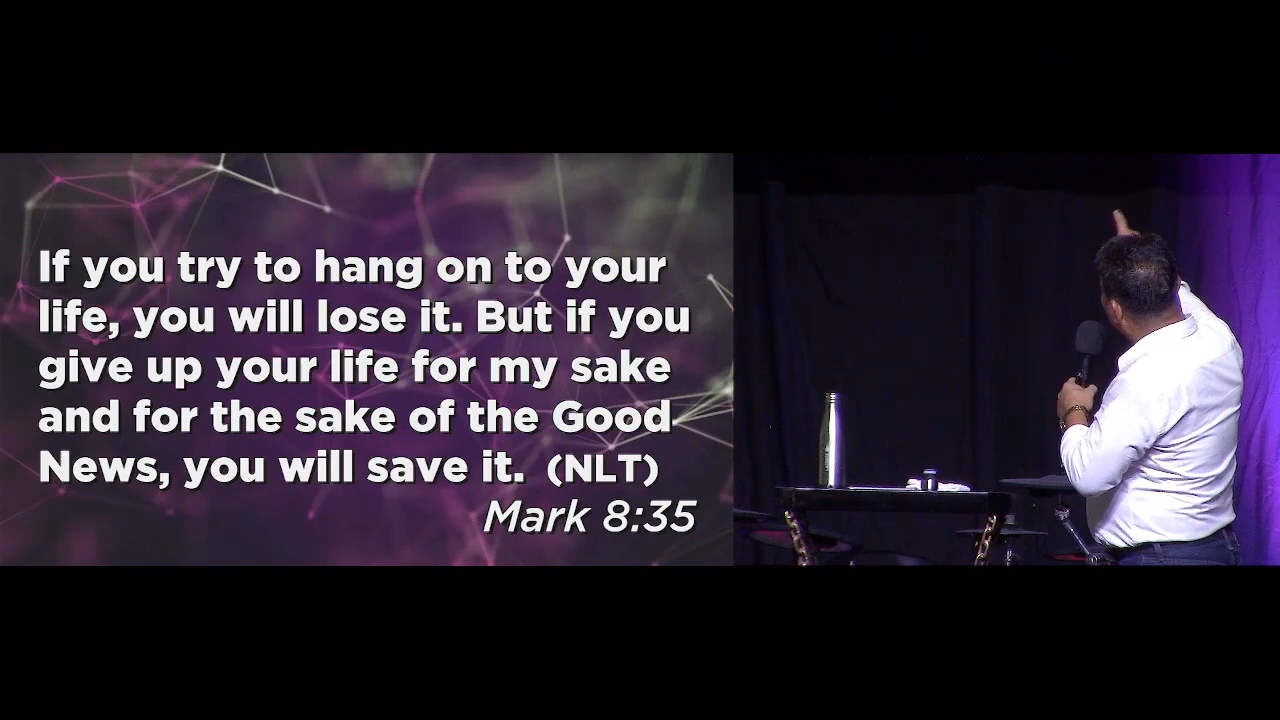 If you try to hang on to your
life, you will lose it. But if you
give up your life for my sake
and for the sake of the Good
News, you will save it. (NLT)
Mark 8:35